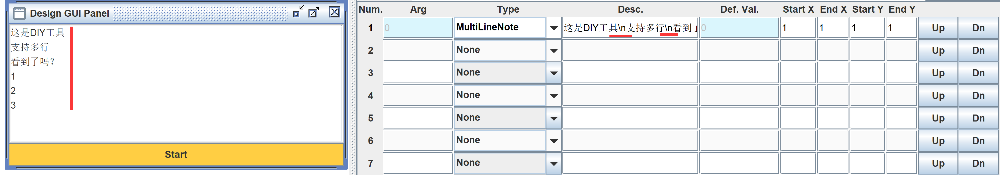 Design GUI Panel
这是DIY工具
支持多行
看到了吗?
1
2
3
Start
Num. Arg Type Desc. Def. Val. Start X End X Start Y End Y
1 0 MultiLineNote 这是DIY工具\n支持多行\n看到 0 1 1 1 1 Up Dn
2 None Up Dn
3 None Up Dn
4 None Up Dn
5 None Up Dn
6 None Up Dn
7 None Up Dn